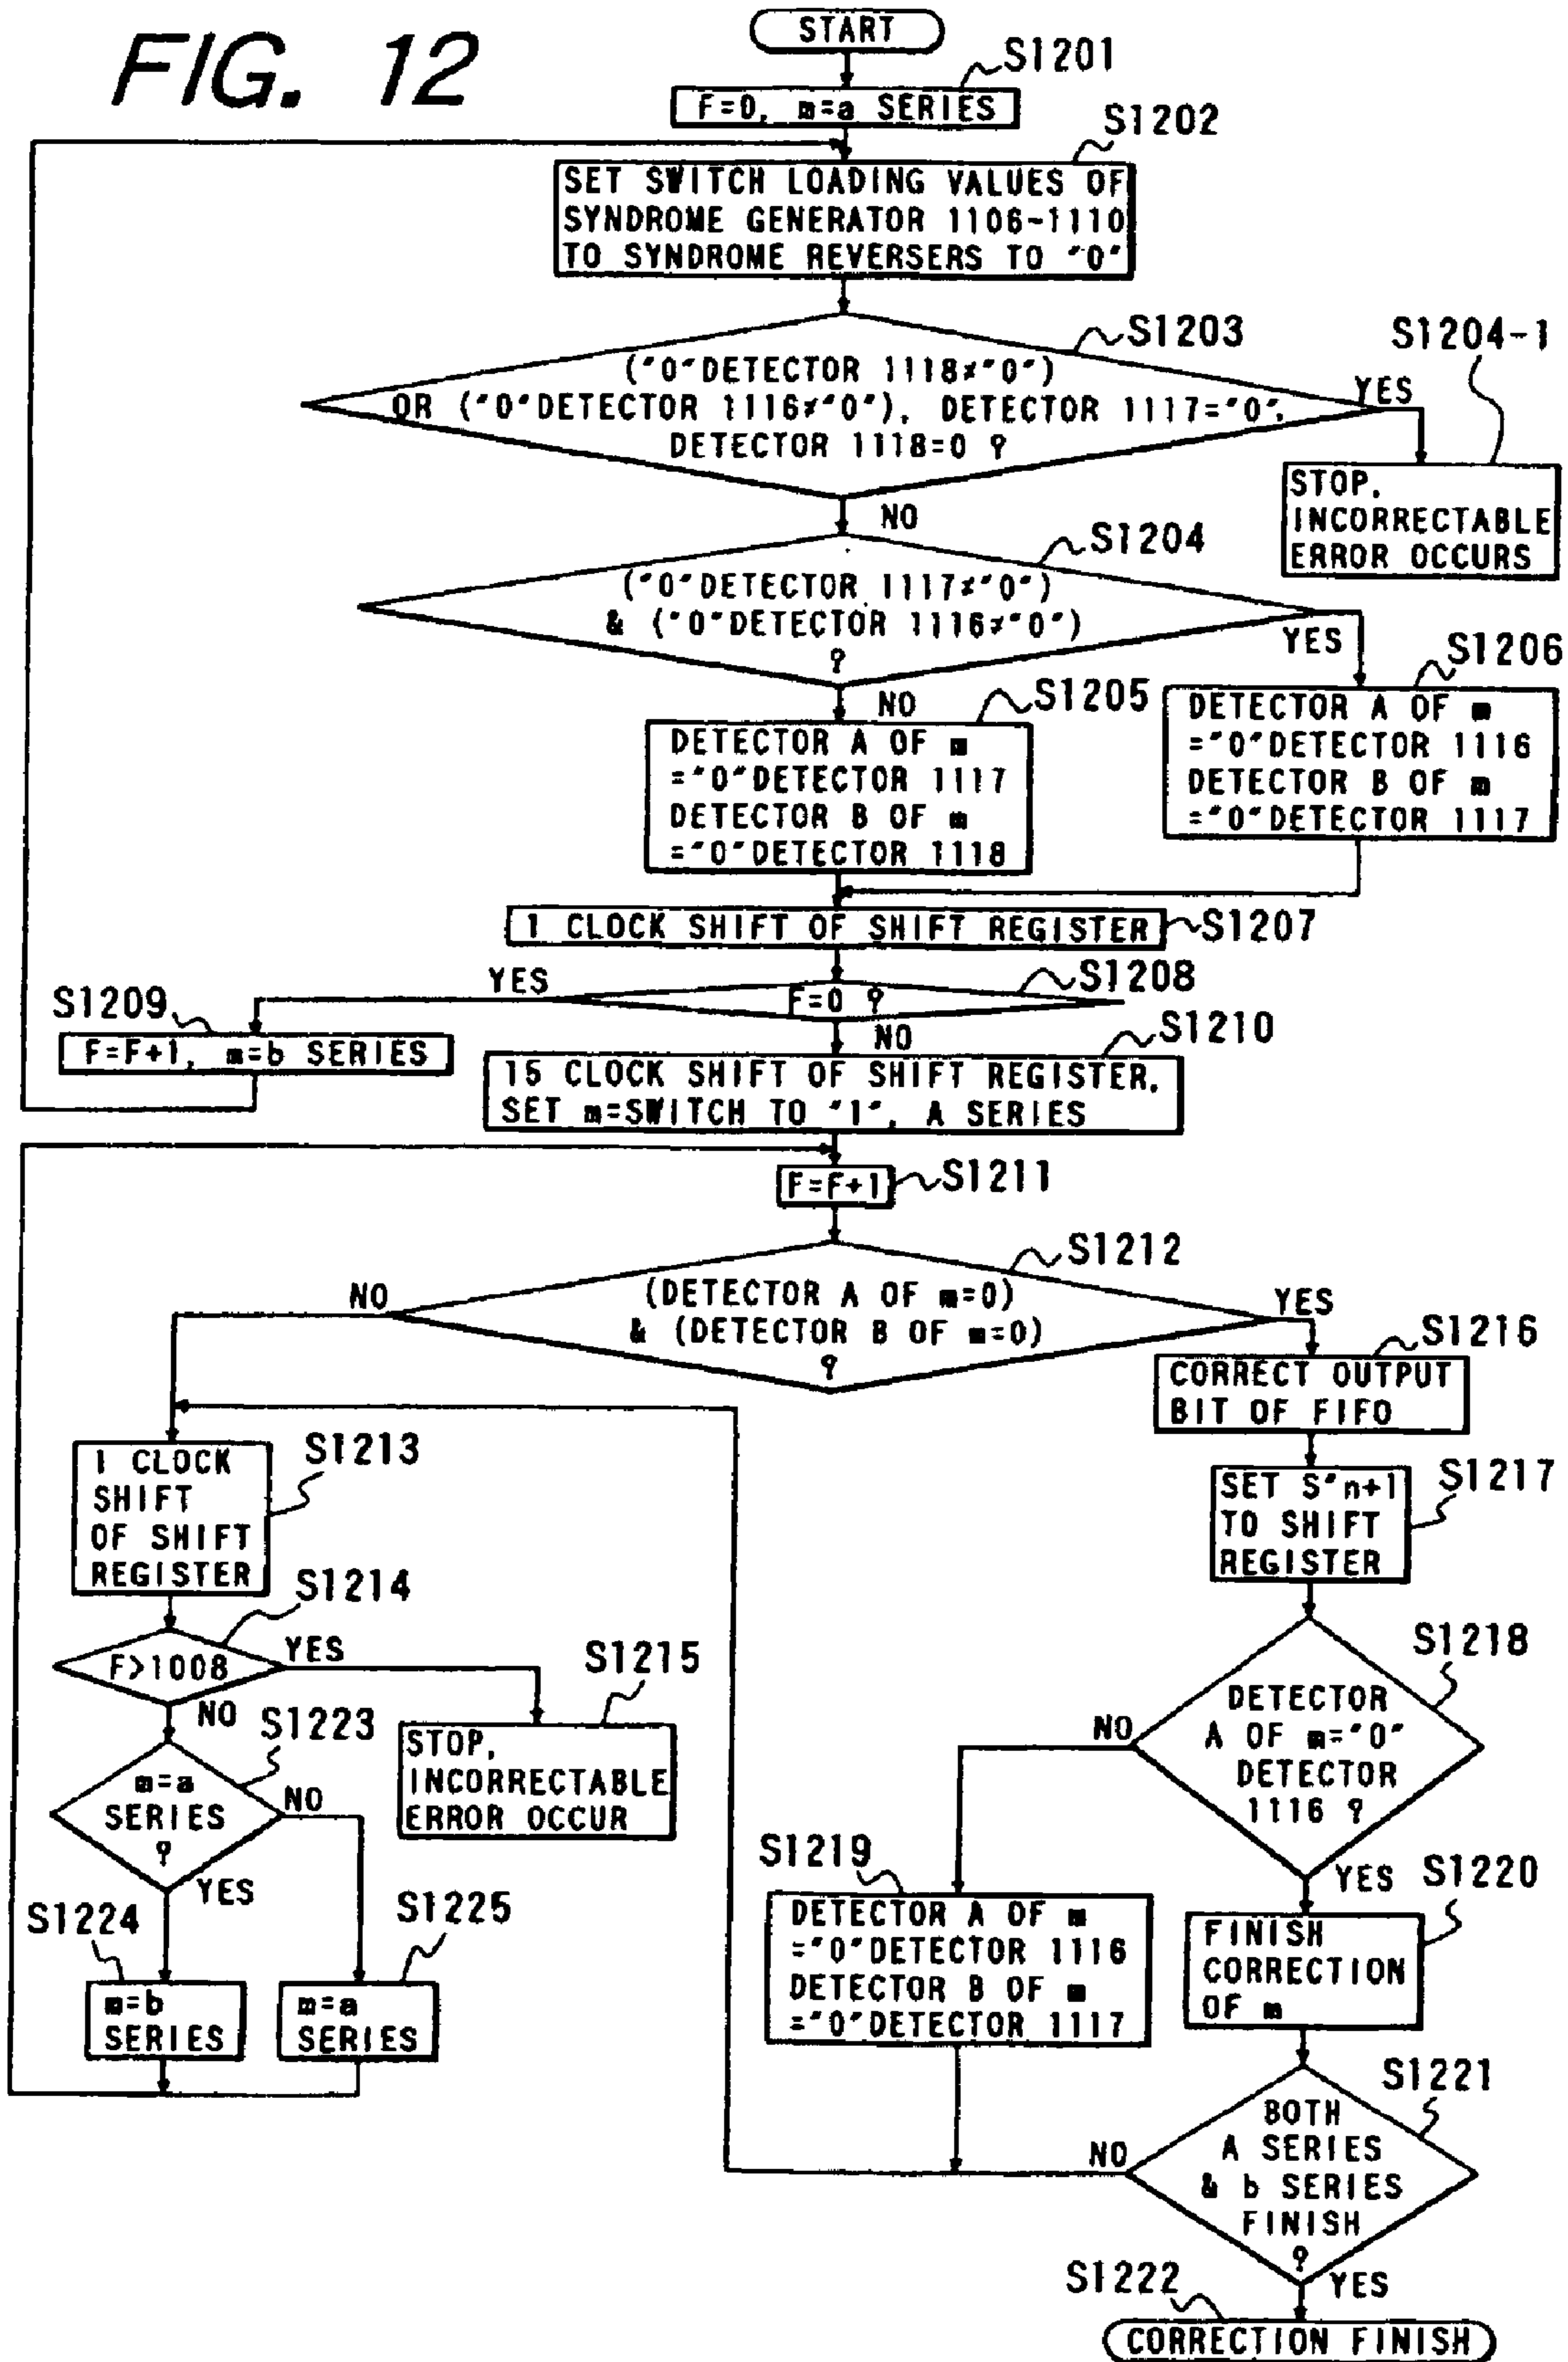 FIG. 12
START
S1201
F=0, m=a SERIES
S1202
SET SWITCH LOADING VALUES OF
SYNDROME GENERATOR 1106-1110
TO SYNDROME REVERSERS TO "0"
S1203
("0"DETECTOR 1118≠"0")
OR ("0"DETECTOR 1116≠"0"), DETECTOR 1117="0",
DETECTOR 1118=0 ?
YES
S1204-1
STOP,
INCORRECTABLE
ERROR OCCURS
NO
S1204
("0"DETECTOR 1117≠"0")
& ("0"DETECTOR 1116≠"0")
?
YES
S1206
DETECTOR A OF m
="0"DETECTOR 1116
DETECTOR B OF m
="0"DETECTOR 1117
NO
S1205
DETECTOR A OF m
="0"DETECTOR 1117
DETECTOR B OF m
="0"DETECTOR 1118
1 CLOCK SHIFT OF SHIFT REGISTER
S1207
S1208
F=0 ?
YES
S1209
F=F+1, m=b SERIES
NO
S1210
15 CLOCK SHIFT OF SHIFT REGISTER,
SET m=SWITCH TO "1", A SERIES
F=F+1
S1211
S1212
(DETECTOR A OF m=0)
& (DETECTOR B OF m=0)
?
NO
YES
S1216
CORRECT OUTPUT
BIT OF FIFO
S1213
1 CLOCK
SHIFT
OF SHIFT
REGISTER
S1217
SET S"n+1
TO SHIFT
REGISTER
S1214
F>1008
YES
S1215
STOP,
INCORRECTABLE
ERROR OCCUR
NO
S1223
m=a
SERIES
?
NO
YES
S1224
m=b
SERIES
S1225
m=a
SERIES
S1218
DETECTOR
A OF m="0"
DETECTOR
1116 ?
NO
S1219
DETECTOR A OF m
="0"DETECTOR 1116
DETECTOR B OF m
="0"DETECTOR 1117
YES
S1220
FINISH
CORRECTION
OF m
S1221
BOTH
A SERIES
& b SERIES
FINISH
?
NO
YES
S1222
CORRECTION FINISH